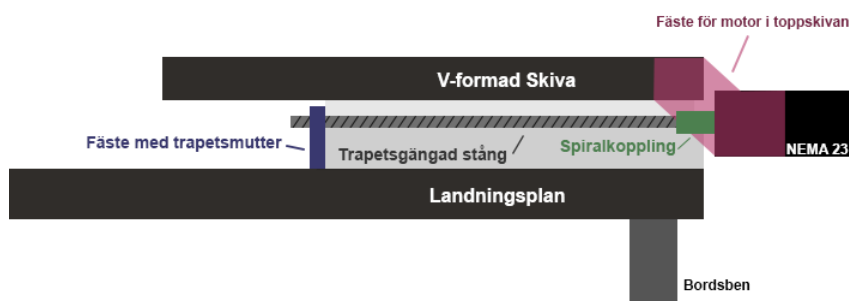 Fäste för motor i toppskivan
V-formad Skiva
Fäste med trapetsmutter
Trapetsgängad stång
Spiralkoppling
NEMA 23
Landningsplan
Bordsben